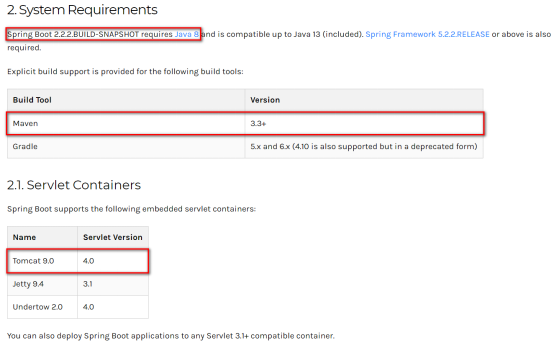 2. System Requirements
Spring Boot 2.2.2.BUILD-SNAPSHOT requires Java 8 and is compatible up to Java 13 (included). Spring Framework 5.2.2.RELEASE or above is also
required.
Explicit build support is provided for the following build tools:
Build Tool Version
Maven 3.3+
Gradle 5.x and 6.x (4.10 is also supported but in a deprecated form)
2.1. Servlet Containers
Spring Boot supports the following embedded servlet containers:
Name Servlet Version
Tomcat 9.0 4.0
Jetty 9.4 3.1
Undertow 2.0 4.0
You can also deploy Spring Boot applications to any Servlet 3.1+ compatible container.